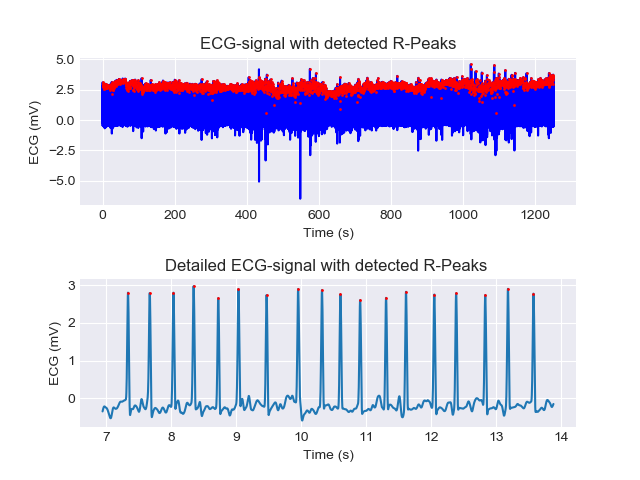 ECG-signal with detected R-Peaks
5.0
2.5
0.0
−2.5
−5.0
ECG (mV)
0 200 400 600 800 1000 1200
Time (s)
Detailed ECG-signal with detected R-Peaks
3
2
1
0
ECG (mV)
7 8 9 10 11 12 13 14
Time (s)